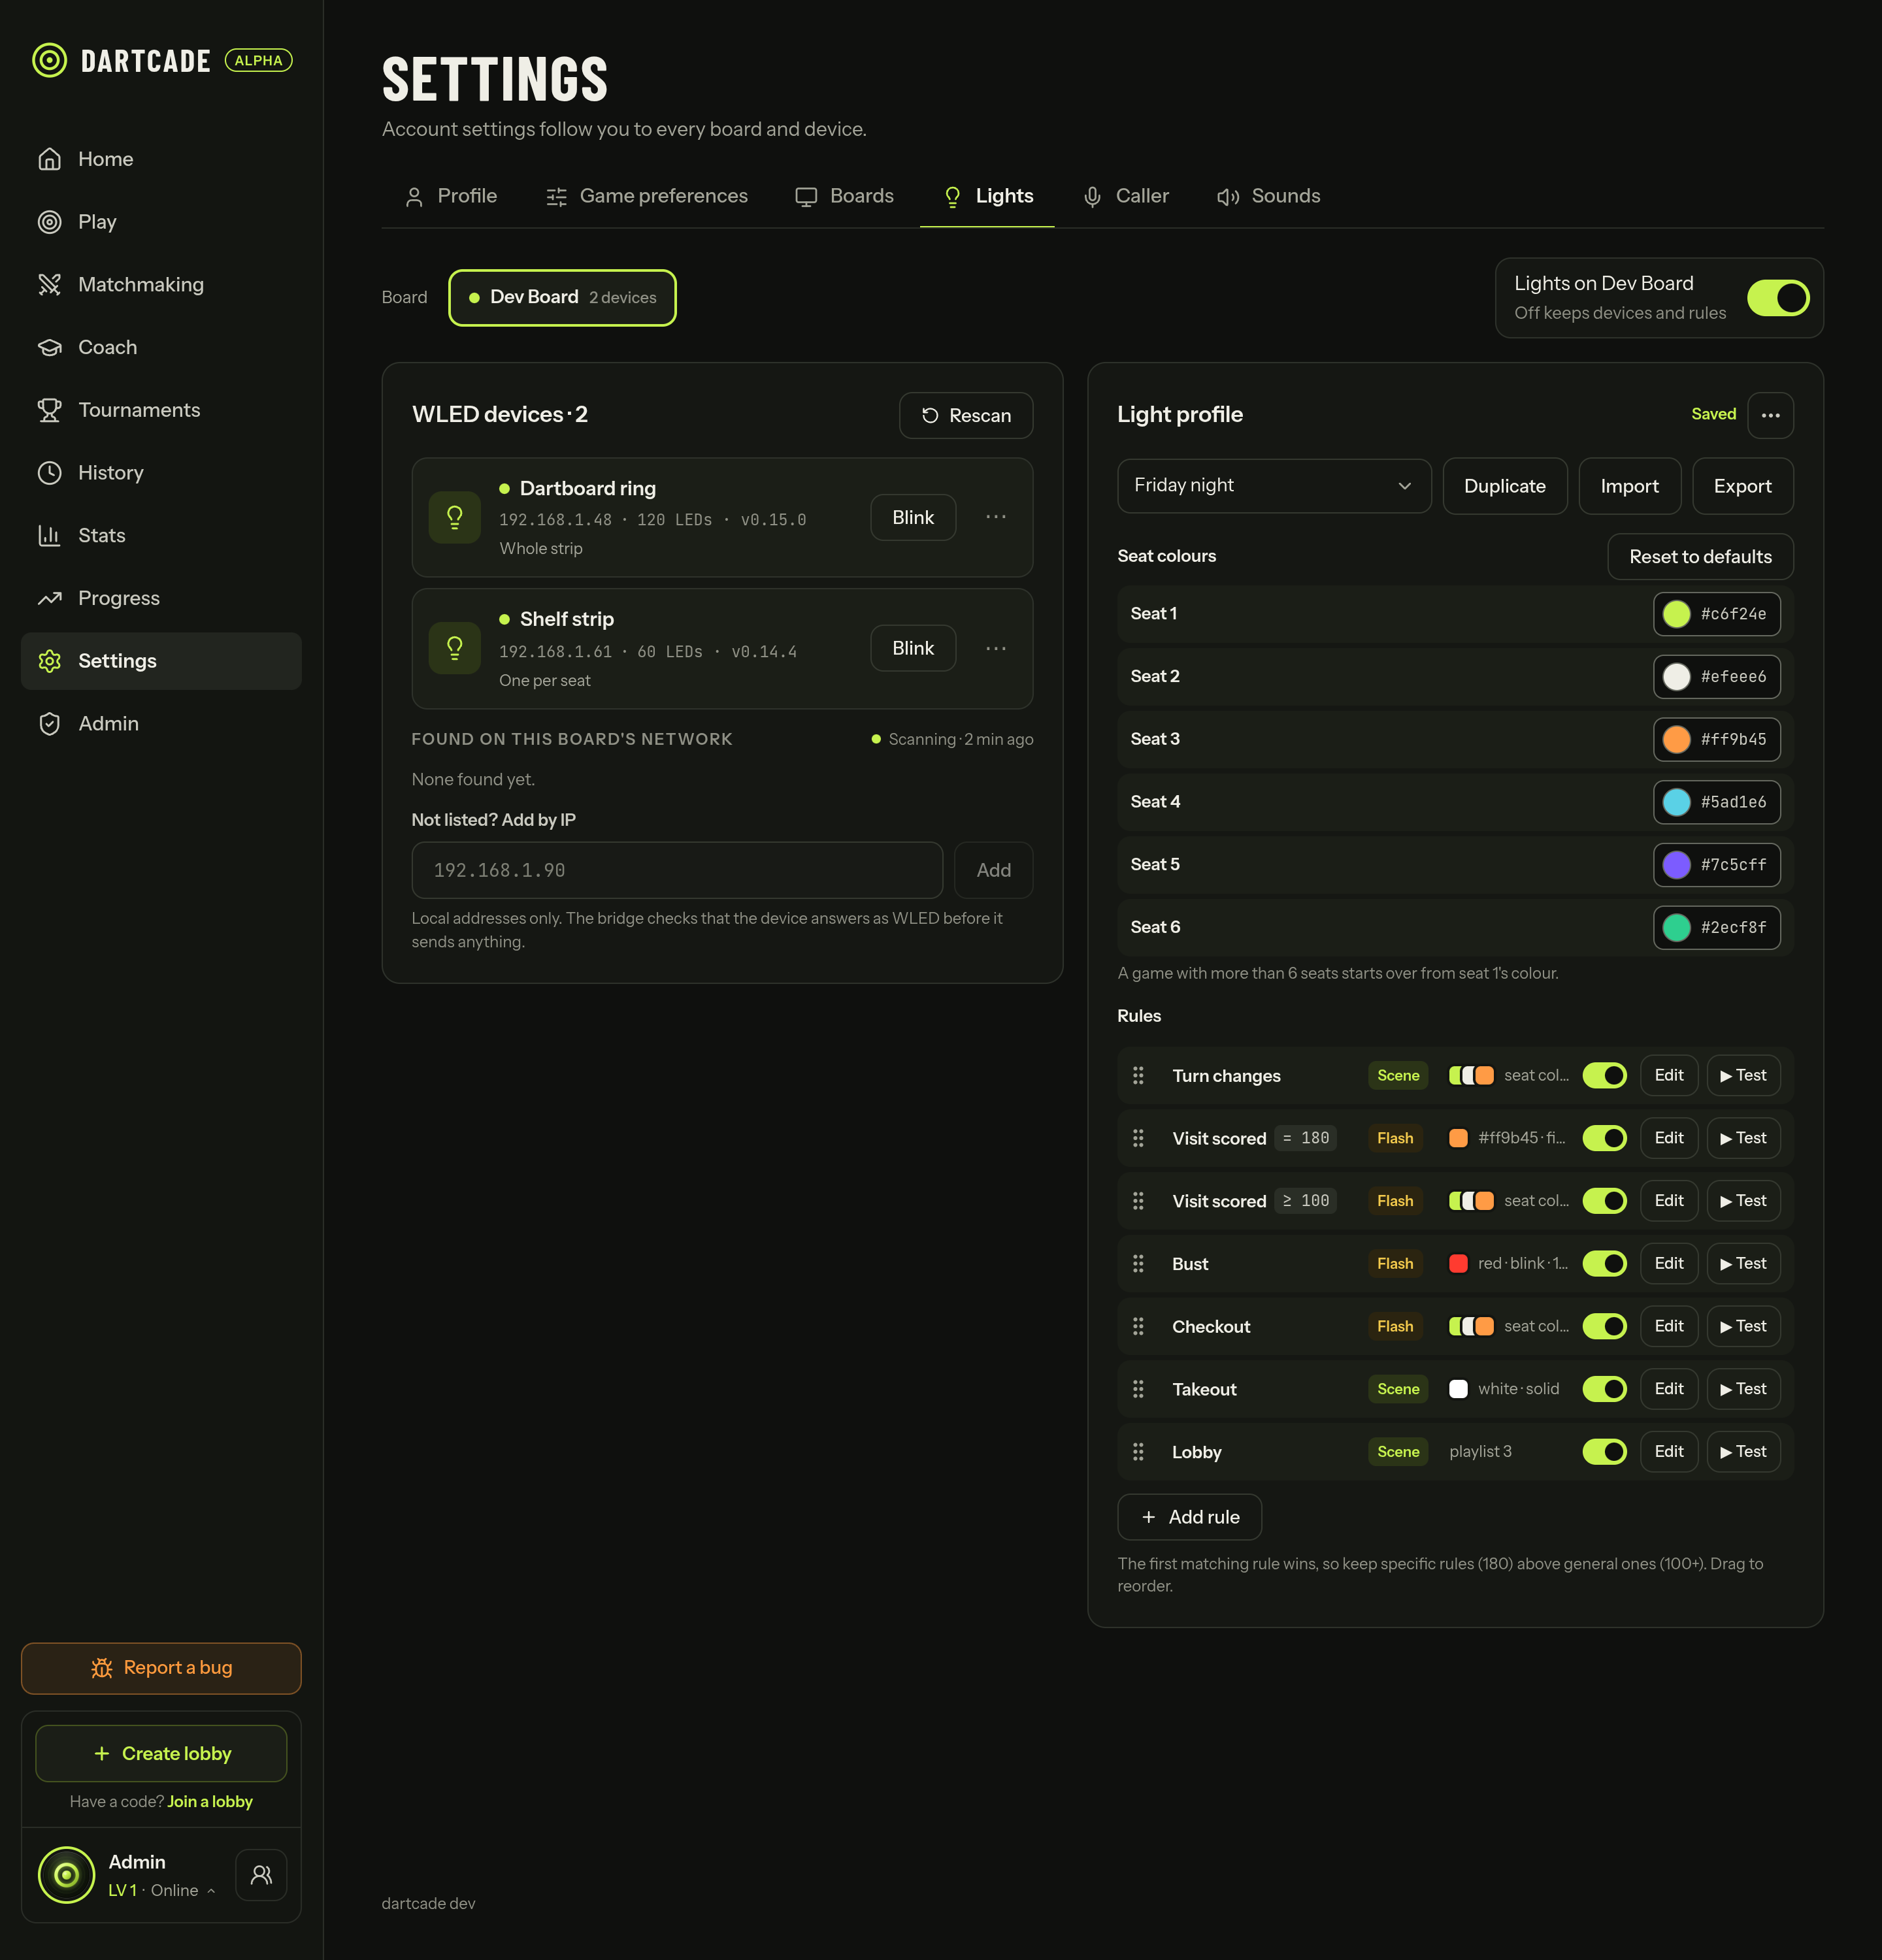 DARTCADE ALPHA
Home
Play
Matchmaking
Coach
Tournaments
History
Stats
Progress
Settings
Admin
Report a bug
Create lobby
Have a code? Join a lobby
Admin
LV 1 · Online
SETTINGS
Account settings follow you to every board and device.
Profile Game preferences Boards Lights Caller Sounds
Board Dev Board 2 devices
Lights on Dev Board
Off keeps devices and rules
WLED devices · 2 Rescan
Dartboard ring
192.168.1.48 · 120 LEDs · v0.15.0
Whole strip
Blink ···
Shelf strip
192.168.1.61 · 60 LEDs · v0.14.4
One per seat
Blink ···
FOUND ON THIS BOARD'S NETWORK Scanning · 2 min ago
None found yet.
Not listed? Add by IP
192.168.1.90 Add
Local addresses only. The bridge checks that the device answers as WLED before it
sends anything.
Light profile Saved ···
Friday night Duplicate Import Export
Seat colours Reset to defaults
Seat 1 #c6f24e
Seat 2 #efeee6
Seat 3 #ff9b45
Seat 4 #5ad1e6
Seat 5 #7c5cff
Seat 6 #2ecf8f
A game with more than 6 seats starts over from seat 1's colour.
Rules
Turn changes Scene seat col... Edit ▶ Test
Visit scored = 180 Flash #ff9b45 · fi... Edit ▶ Test
Visit scored ≥ 100 Flash seat col... Edit ▶ Test
Bust Flash red · blink · 1... Edit ▶ Test
Checkout Flash seat col... Edit ▶ Test
Takeout Scene white · solid Edit ▶ Test
Lobby Scene playlist 3 Edit ▶ Test
Add rule
The first matching rule wins, so keep specific rules (180) above general ones (100+). Drag to
reorder.
dartcade dev